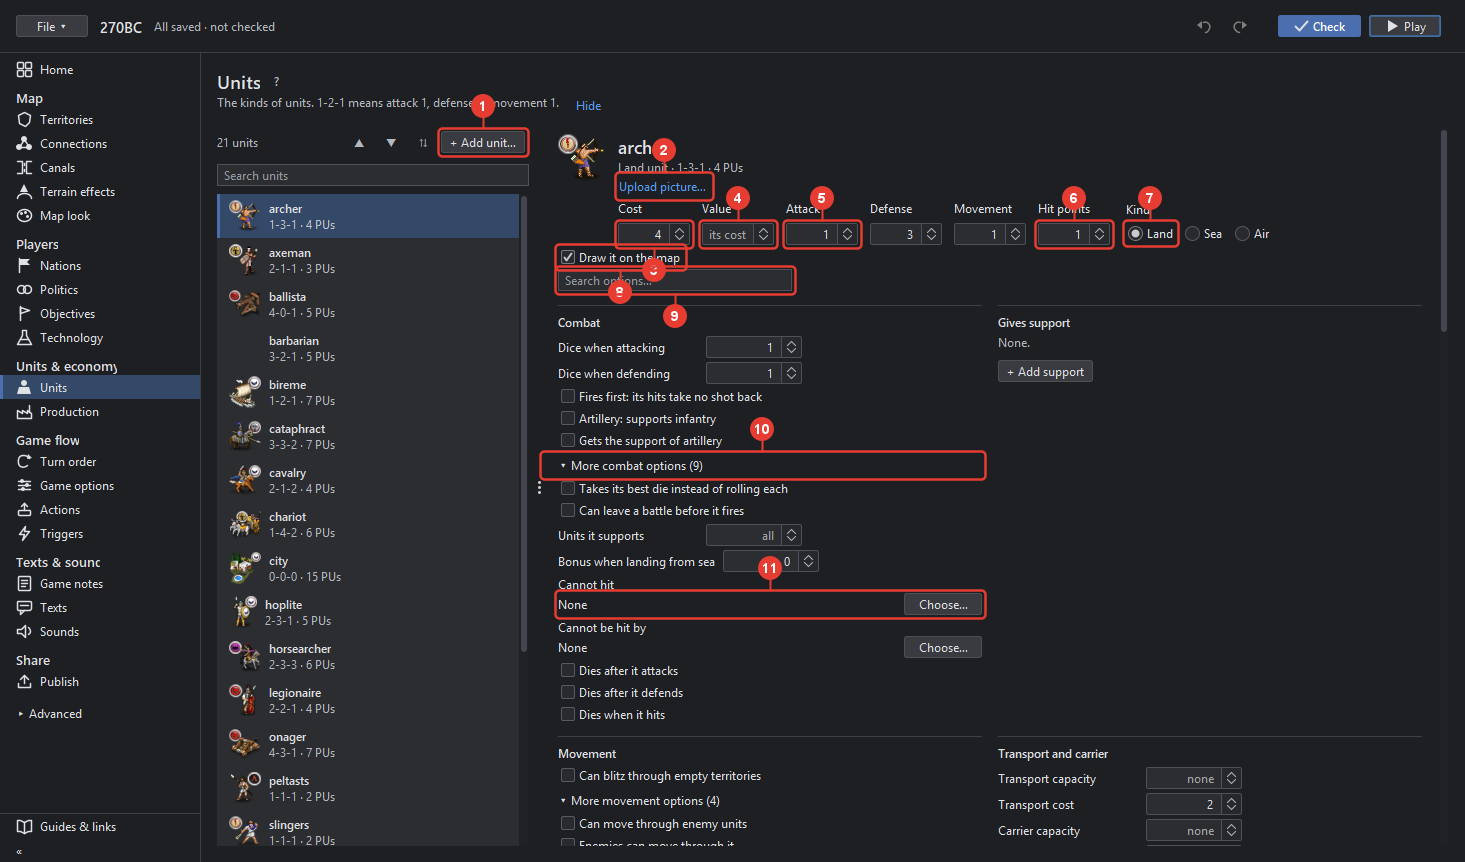 File ▾
270BC
All saved · not checked
Check
Play
Home
Map
Territories
Connections
Canals
Terrain effects
Map look
Players
Nations
Politics
Objectives
Technology
Units & economy
Units
Production
Game flow
Turn order
Game options
Actions
Triggers
Texts & sound
Game notes
Texts
Sounds
Share
Publish
▸ Advanced
Guides & links
«
Units ?
The kinds of units. 1-2-1 means attack 1, defense movement 1. Hide
1
21 units
+ Add unit...
Search units
archer
1-3-1 · 4 PUs
axeman
2-1-1 · 3 PUs
ballista
4-0-1 · 5 PUs
barbarian
3-2-1 · 5 PUs
bireme
1-2-1 · 7 PUs
cataphract
3-3-2 · 7 PUs
cavalry
2-1-2 · 4 PUs
chariot
1-4-2 · 6 PUs
city
0-0-0 · 15 PUs
hoplite
2-3-1 · 5 PUs
horsearcher
2-3-3 · 6 PUs
legionaire
2-2-1 · 4 PUs
onager
4-3-1 · 7 PUs
peltasts
1-1-1 · 2 PUs
slingers
1-1-1 · 2 PUs
2
Land unit · 1-3-1 · 4 PUs
Upload picture...
4 5 6 7
Cost Value Attack Defense Movement Hit points Kind
4 its cost 1 3 1 1 Land Sea Air
Draw it on the map
8
Search options...
9
Combat
Dice when attacking 1
Dice when defending 1
Fires first: its hits take no shot back
Artillery: supports infantry
Gets the support of artillery
10
▾ More combat options (9)
Takes its best die instead of rolling each
Can leave a battle before it fires
Units it supports all
Bonus when landing from sea 0
11
Cannot hit
None Choose...
Cannot be hit by
None Choose...
Dies after it attacks
Dies after it defends
Dies when it hits
Gives support
None.
+ Add support
Movement
Can blitz through empty territories
▾ More movement options (4)
Can move through enemy units
Enemies can move through it
Transport and carrier
Transport capacity none
Transport cost 2
Carrier capacity none